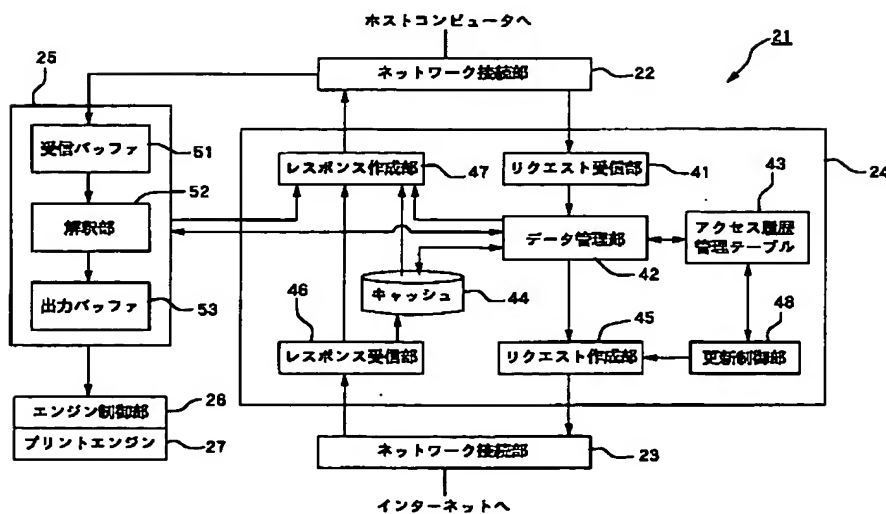 ホストコンピュータへ
21
25
ネットワーク接続部
22
受信バッファ
51
レスポンス作成部
47
リクエスト受信部
41
43
24
解釈部
52
データ管理部
42
アクセス履歴
管理テーブル
出力バッファ
53
46
キャッシュ
44
45
48
レスポンス受信部
リクエスト作成部
更新制御部
エンジン制御部
26
プリントエンジン
27
ネットワーク接続部
23
インターネットへ